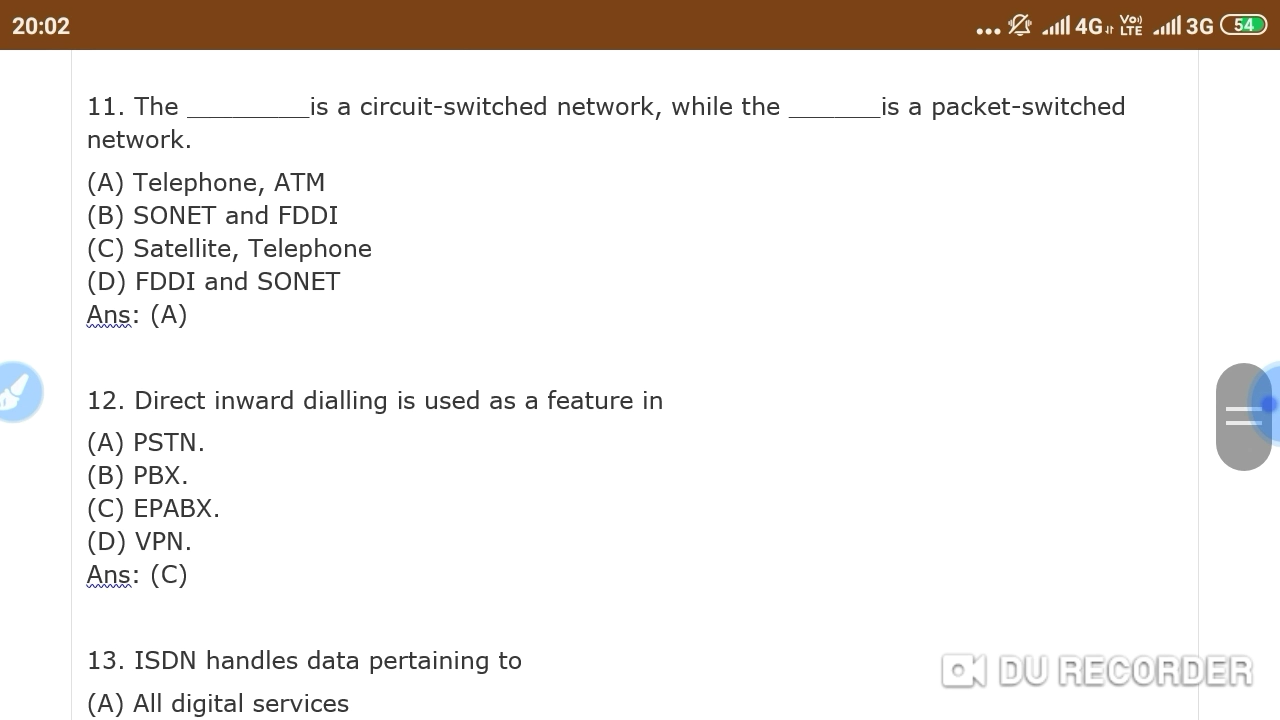 20:02
... 4G VoLTE 3G 54
11. The __________is a circuit-switched network, while the _______is a packet-switched
network.
(A) Telephone, ATM
(B) SONET and FDDI
(C) Satellite, Telephone
(D) FDDI and SONET
Ans: (A)
12. Direct inward dialling is used as a feature in
(A) PSTN.
(B) PBX.
(C) EPABX.
(D) VPN.
Ans: (C)
13. ISDN handles data pertaining to
(A) All digital services
DU RECORDER